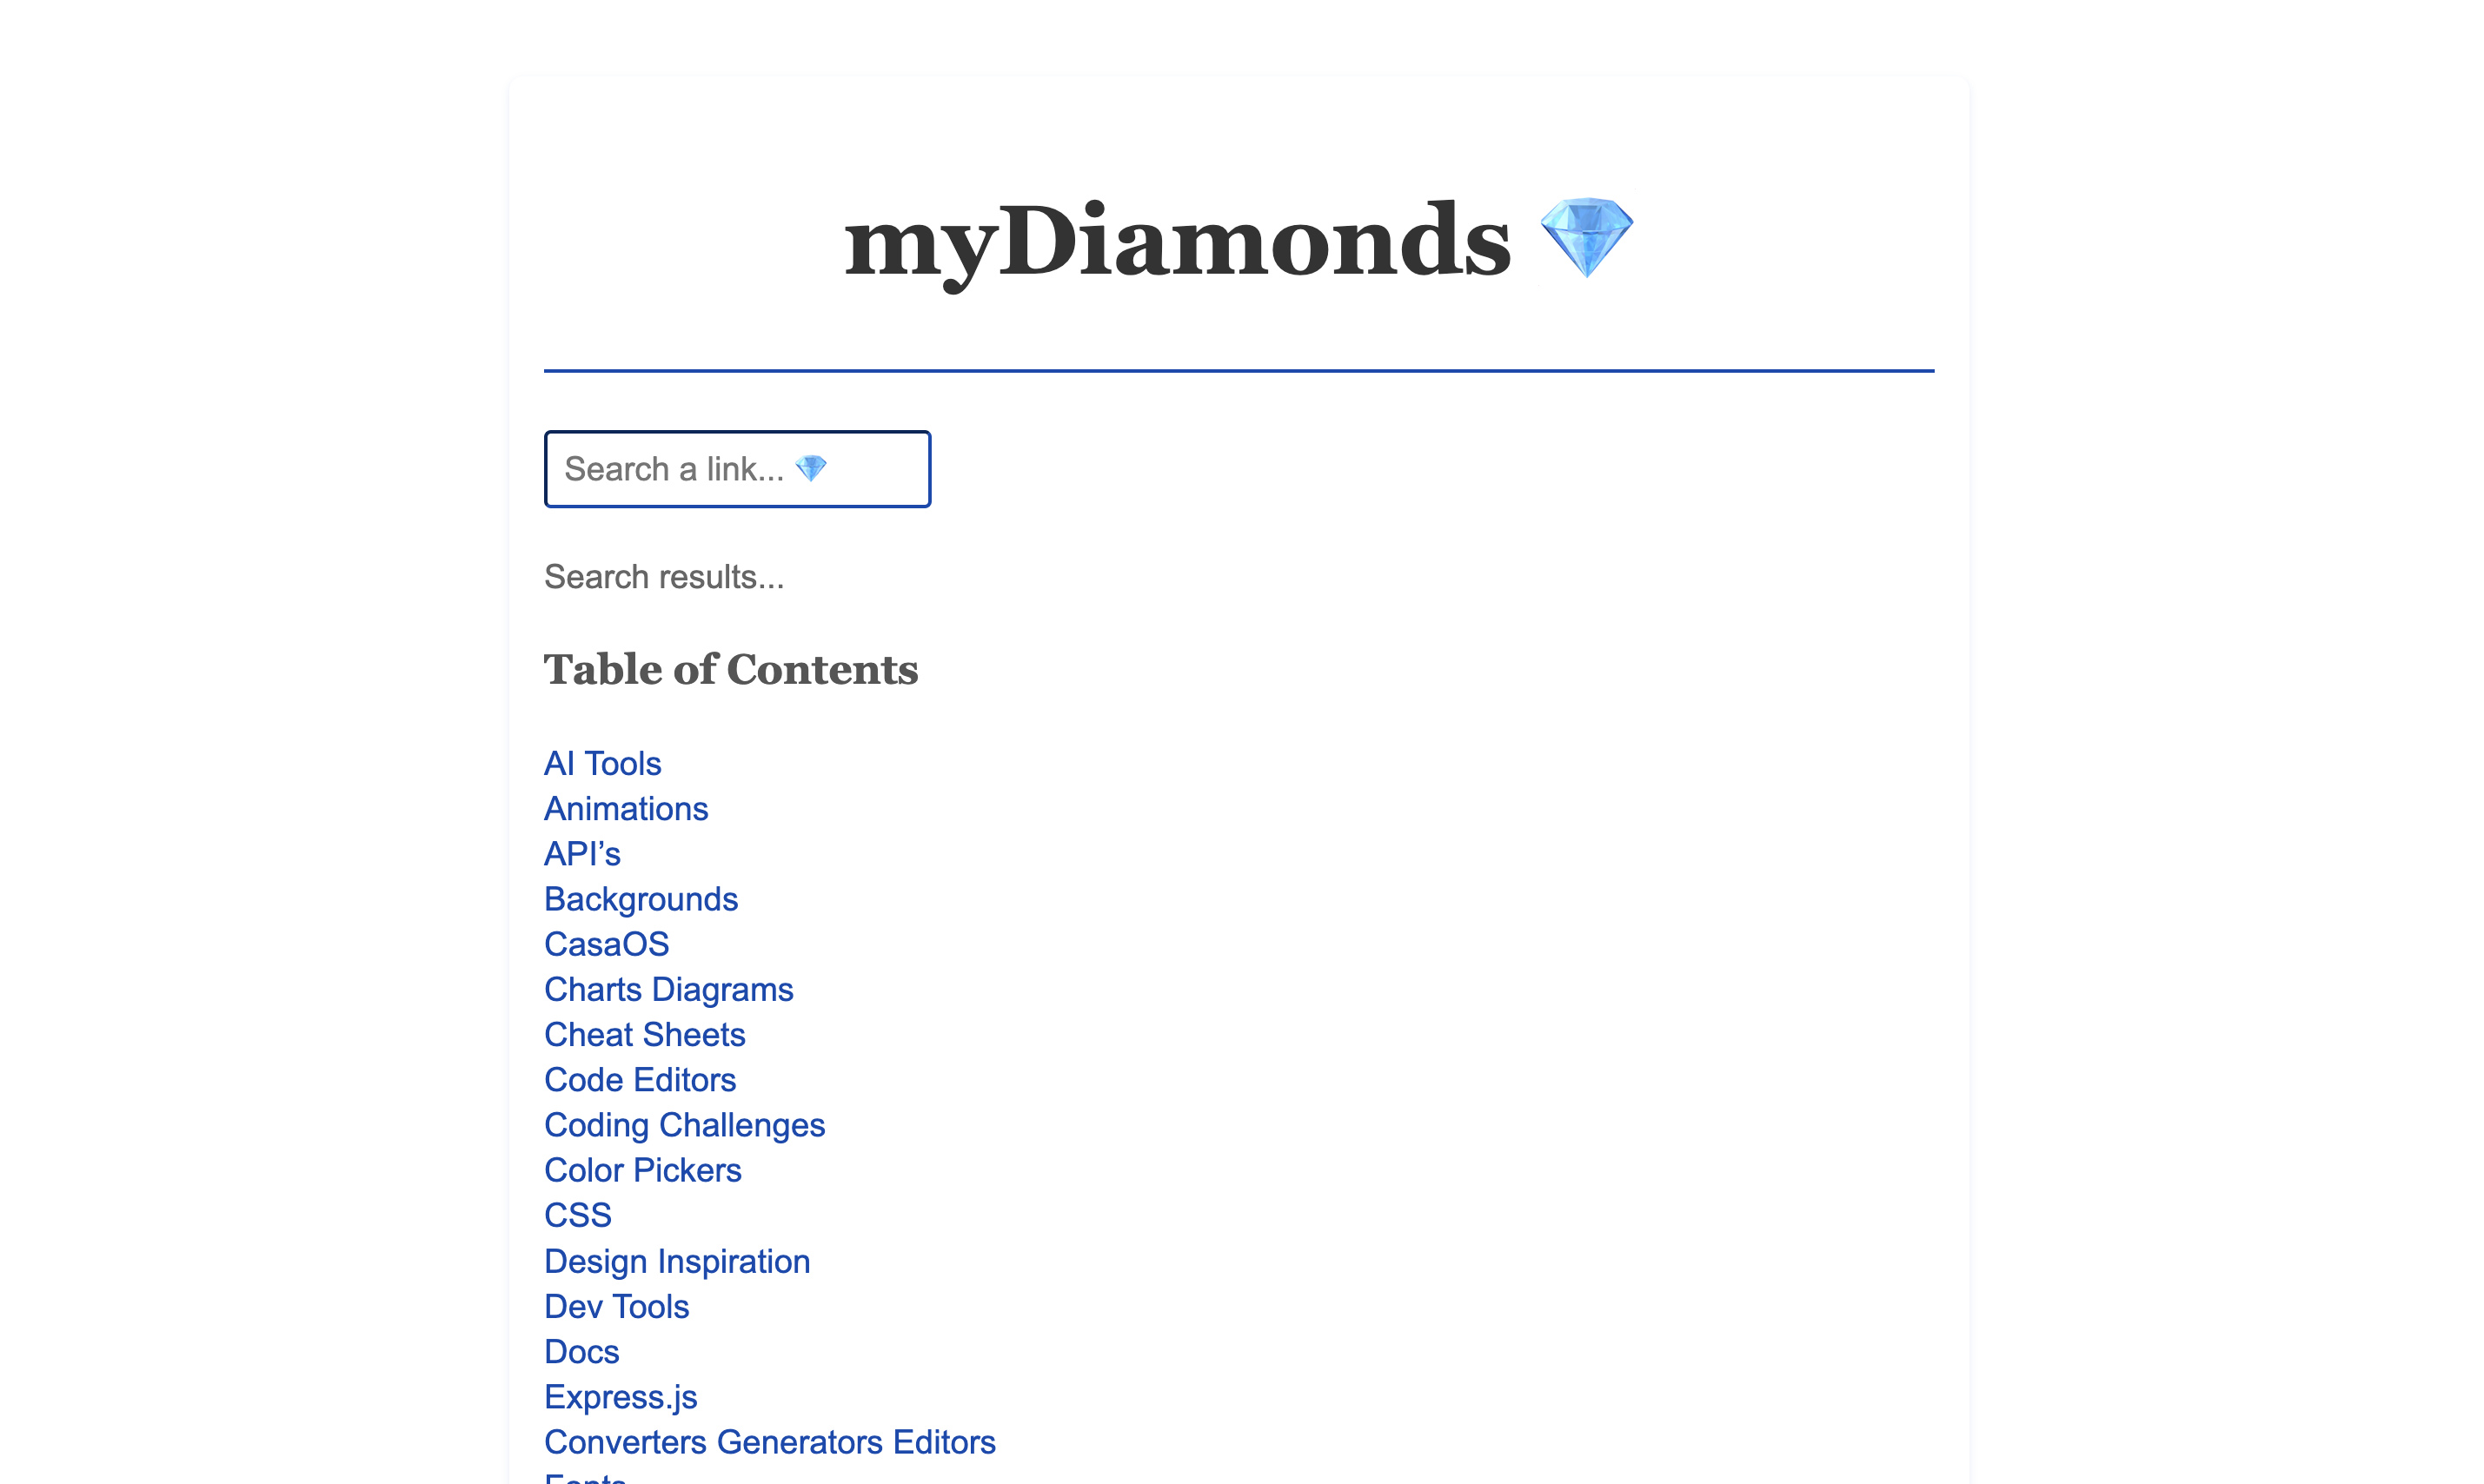 myDiamonds 💎
Search a link... 💎
Search results...
Table of Contents
AI Tools
Animations
API’s
Backgrounds
CasaOS
Charts Diagrams
Cheat Sheets
Code Editors
Coding Challenges
Color Pickers
CSS
Design Inspiration
Dev Tools
Docs
Express.js
Converters Generators Editors
Fonts